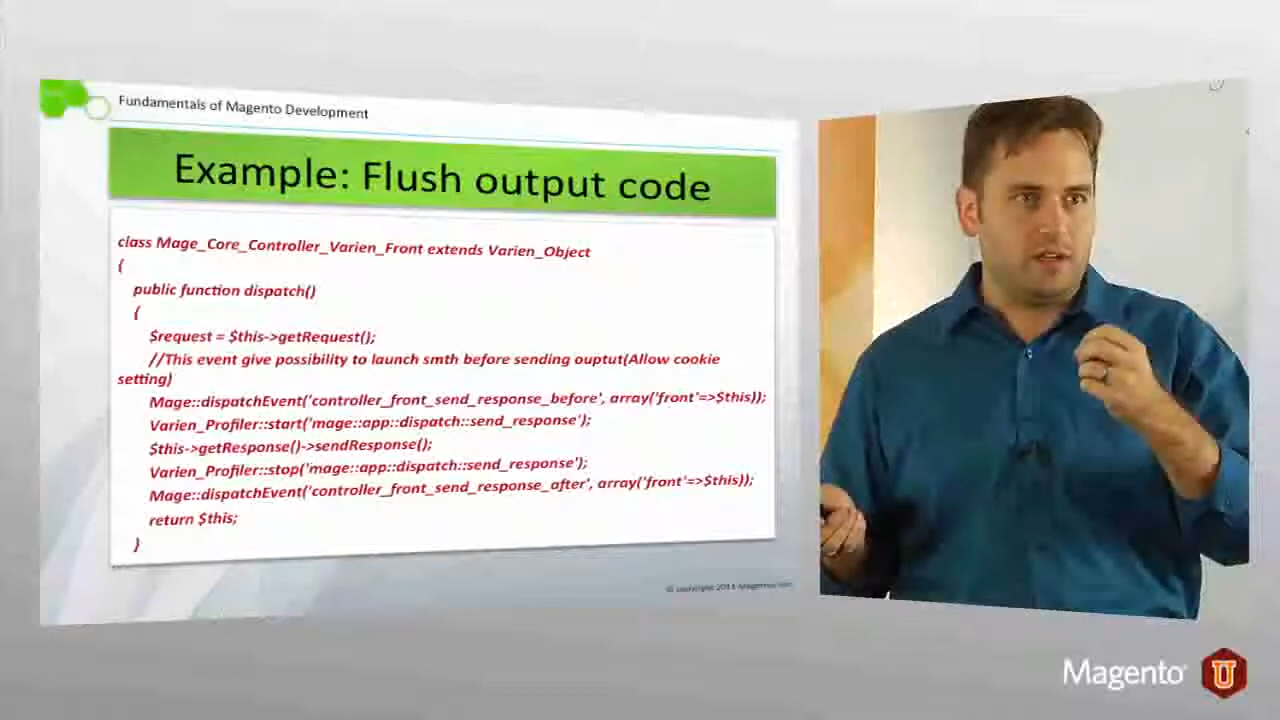 Fundamentals of Magento Development
Example: Flush output code
class Mage_Core_Controller_Varien_Front extends Varien_Object
{
public function dispatch()
{
$request = $this->getRequest();
//This event give possibility to launch smth before sending ouptut(Allow cookie
setting)
Mage::dispatchEvent('controller_front_send_response_before', array('front'=>$this));
Varien_Profiler::start('mage::app::dispatch::send_response');
$this->getResponse()->sendResponse();
Varien_Profiler::stop('mage::app::dispatch::send_response');
Mage::dispatchEvent('controller_front_send_response_after', array('front'=>$this));
return $this;
}
© copyright
Magento U